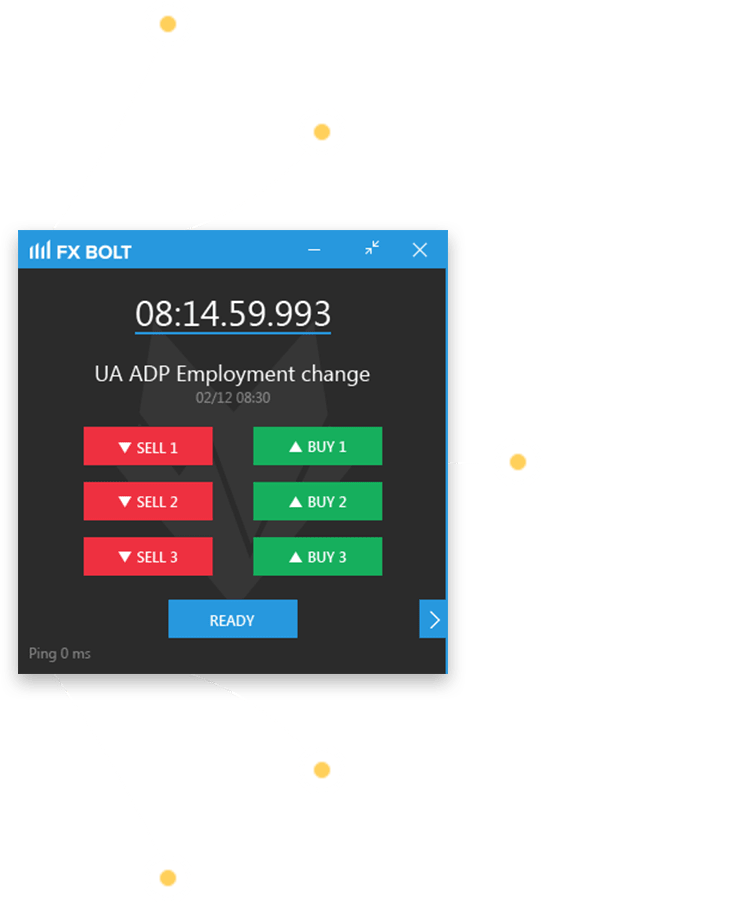 FX BOLT
08:14.59.993
UA ADP Employment change
02/12 08:30
▼ SELL 1 ▲ BUY 1
▼ SELL 2 ▲ BUY 2
▼ SELL 3 ▲ BUY 3
READY
Ping 0 ms